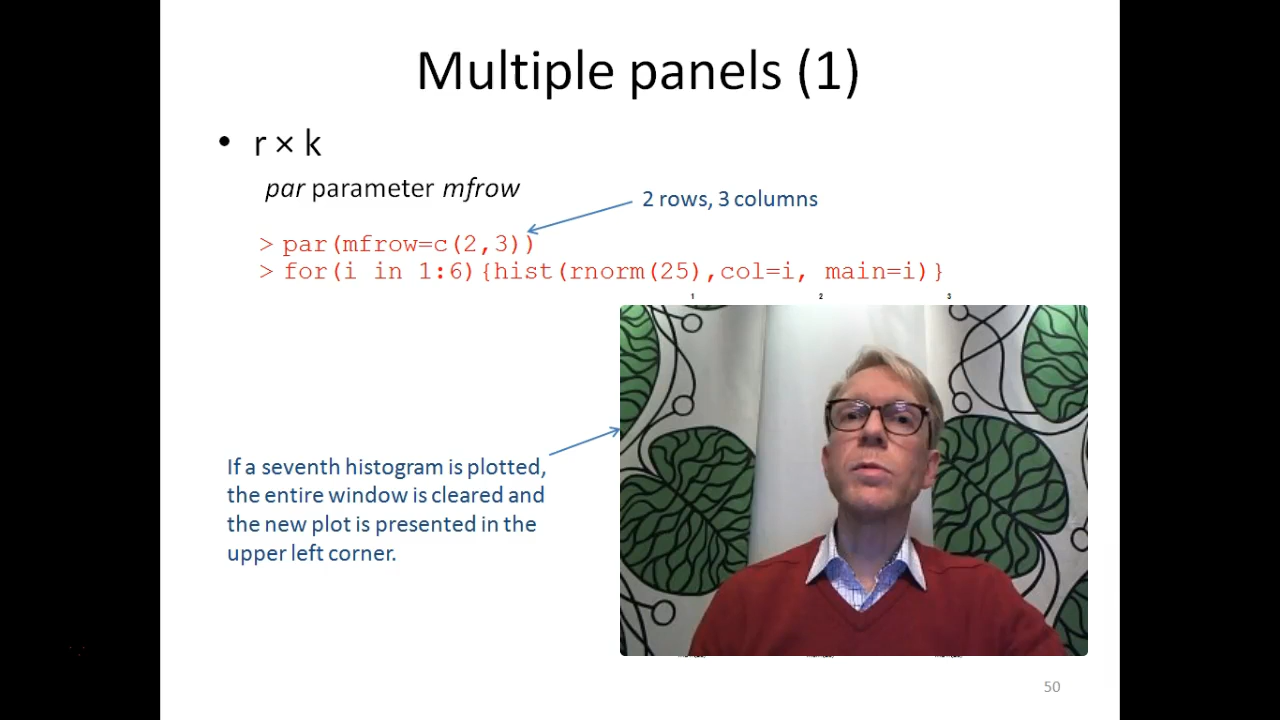 Multiple panels (1)
• r × k
par parameter mfrow
2 rows, 3 columns
> par(mfrow=c(2,3))
> for(i in 1:6){hist(rnorm(25),col=i, main=i)}
1 2 3
If a seventh histogram is plotted,
the entire window is cleared and
the new plot is presented in the
upper left corner.
50